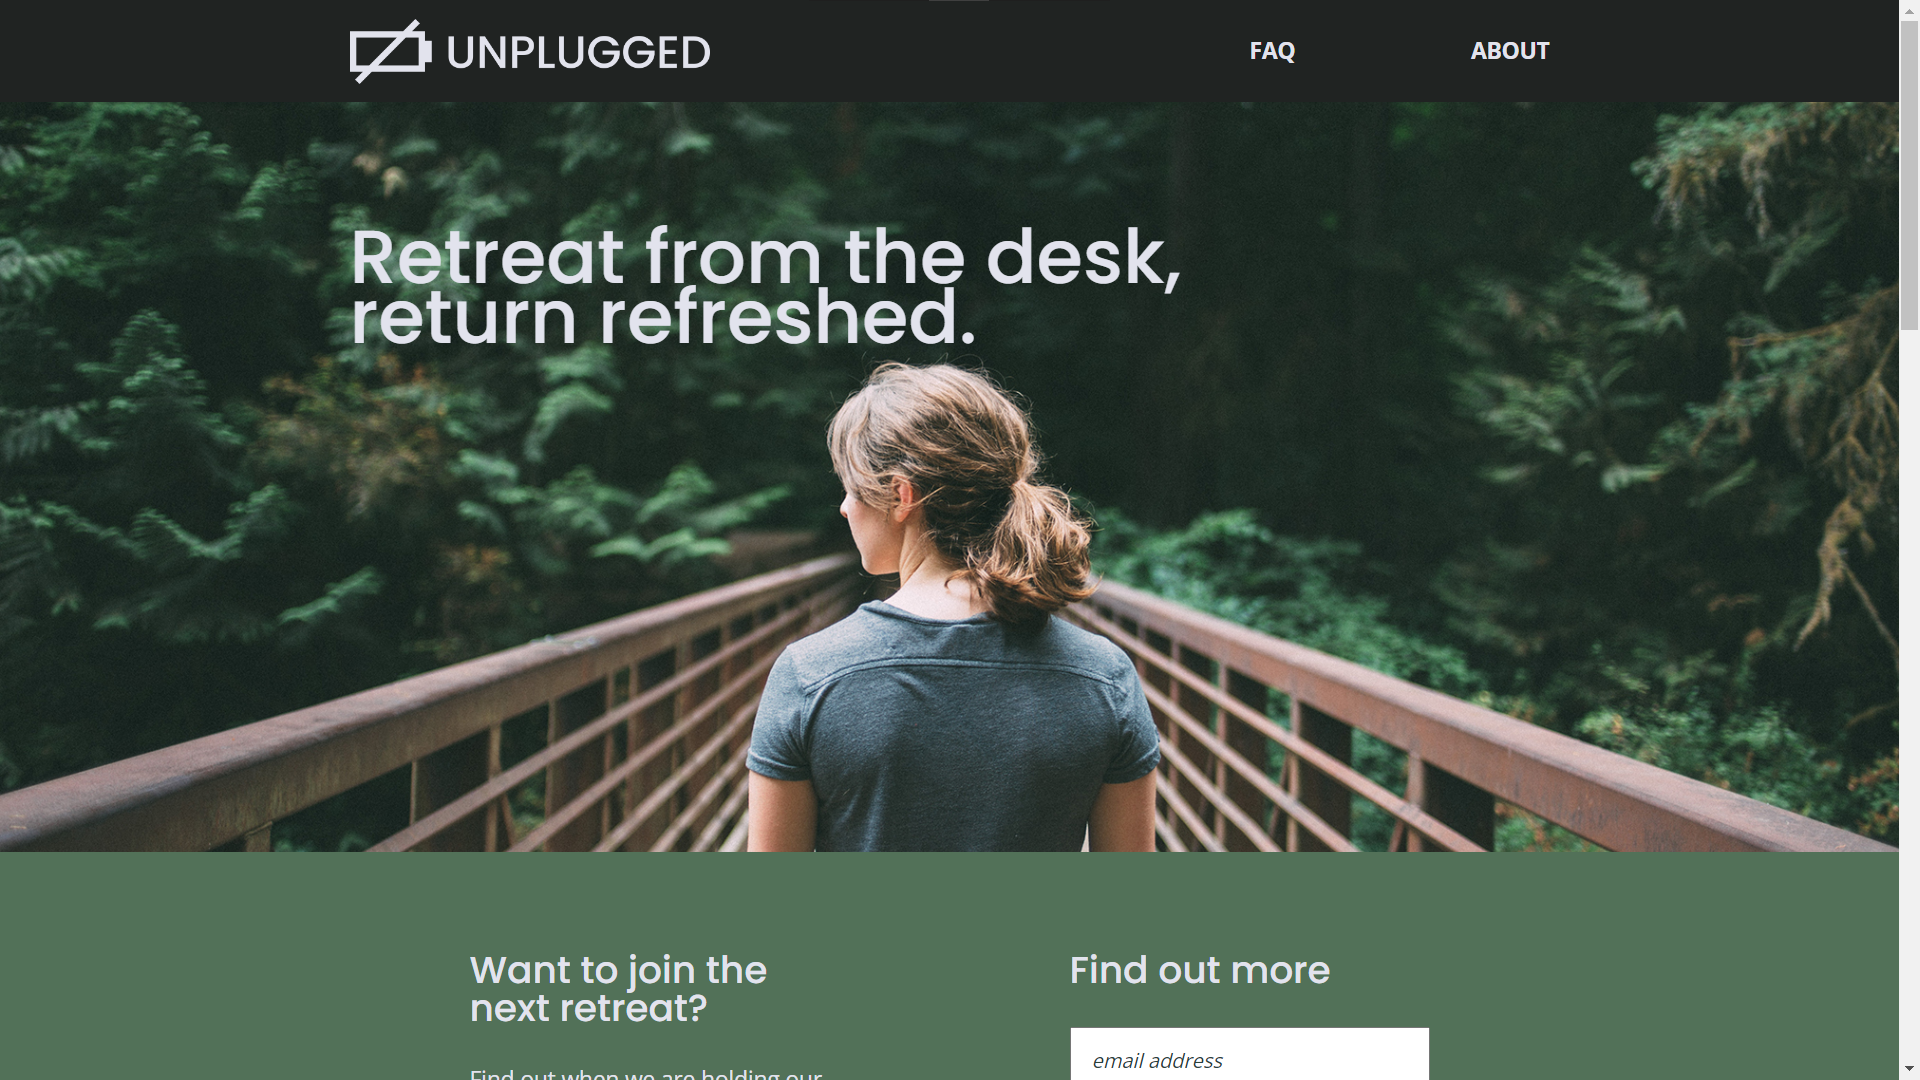 UNPLUGGED
FAQ
ABOUT
Retreat from the desk,
return refreshed.
Want to join the
next retreat?
Find out more
email address
Find out when we are holding our